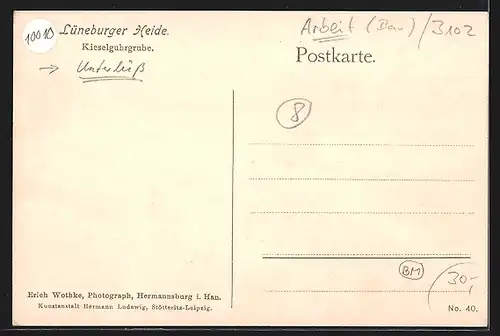 10010
Lüneburger Heide.
Kieselguhrgrube.
→ Unterlüß
Arbeit (Bau) / 3102
Postkarte.
8
BM
30,-
Erich Wothke, Photograph, Hermannsburg i. Han.
Kunstanstalt Hermann Ludewig, Stötteritz-Leipzig.
No. 40.